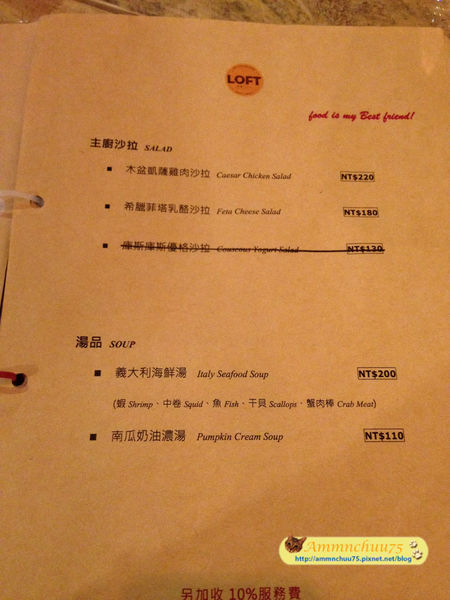 LOFT
food is my Best friend!
主廚沙拉 SALAD
■ 木盆凱薩雞肉沙拉 Caesar Chicken Salad NT$220
■ 希臘菲塔乳酪沙拉 Feta Cheese Salad NT$180
■ 庫斯庫斯優格沙拉 Couscous Yogurt Salad NT$130
湯品 SOUP
■ 義大利海鮮湯 Italy Seafood Soup NT$200
(蝦 Shrimp、中卷 Squid、魚 Fish、干貝 Scallops、蟹肉棒 Crab Meat)
■ 南瓜奶油濃湯 Pumpkin Cream Soup NT$110
Ammnchuu75
http://ammnchuu75.pixnet.net/blog
另加收 10%服務費